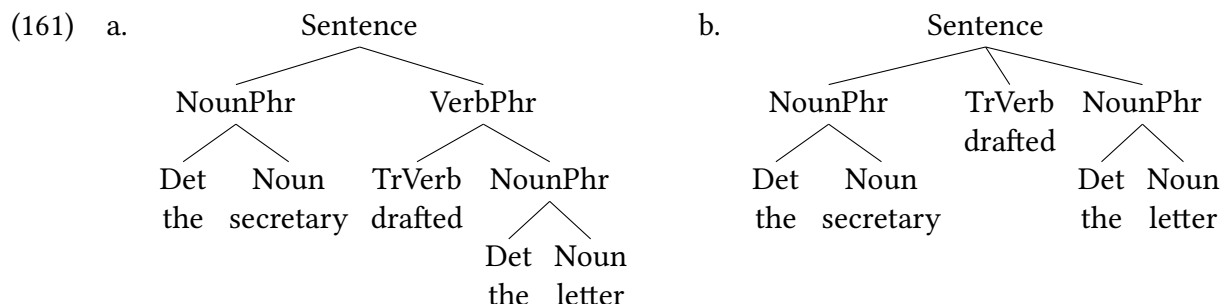 (161) a. Sentence b. Sentence
NounPhr VerbPhr NounPhr TrVerb NounPhr
drafted
Det Noun TrVerb NounPhr Det Noun Det Noun
the secretary drafted the secretary the letter
Det Noun
the letter